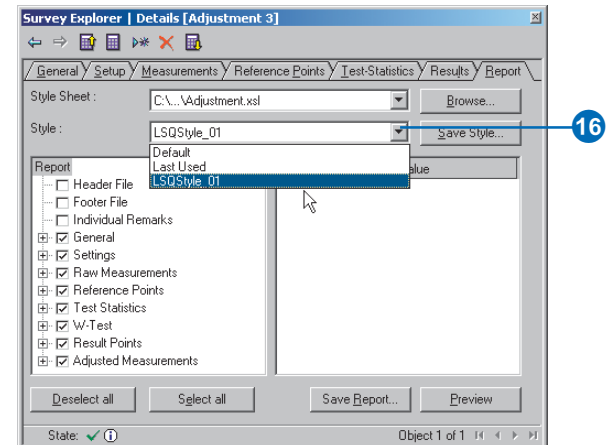 Survey Explorer | Details [Adjustment 3]
General Setup Measurements Reference Points Test-Statistics Results Report
Style Sheet : C:\...\Adjustment.xsl Browse...
Style : LSQStyle_01 Save Style...
16
Default
Last Used
LSQStyle_01
Report
Header File
Footer File
Individual Remarks
General
Settings
Raw Measurements
Reference Points
Test Statistics
W-Test
Result Points
Adjusted Measurements
Deselect all Select all Save Report... Preview
State: Object 1 of 1